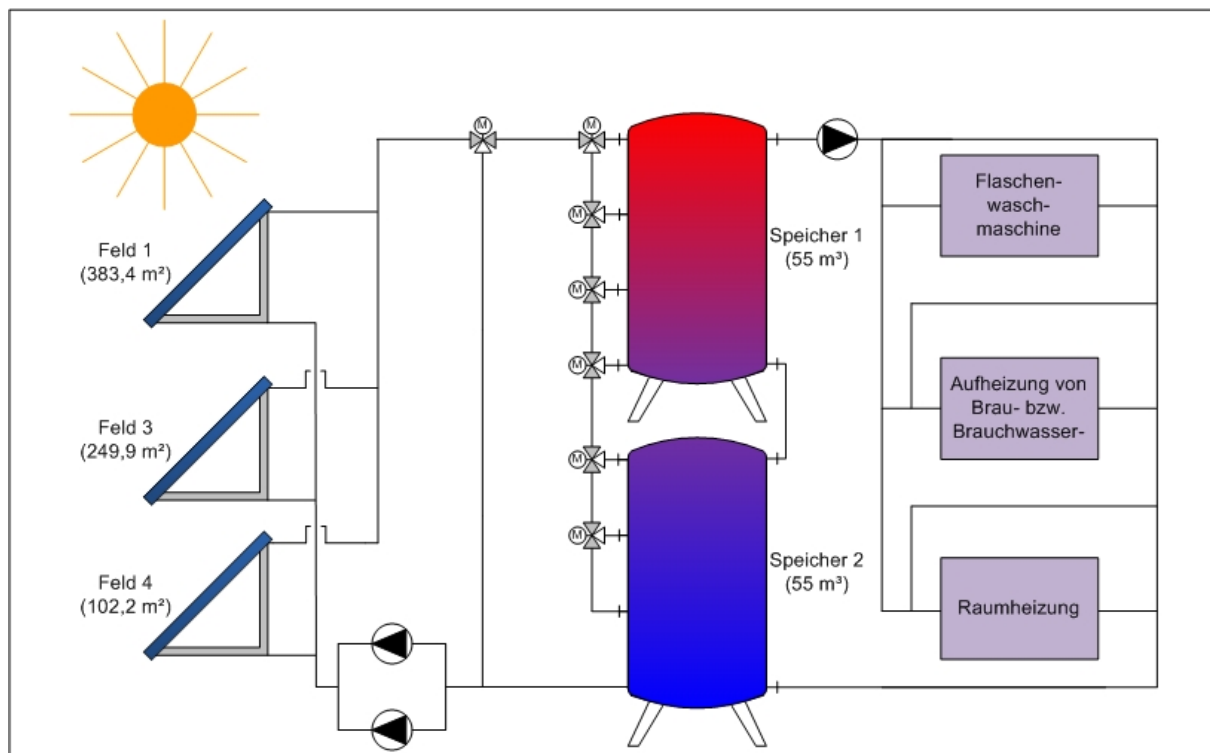 M
M
Flaschen-
wasch-
maschine
M
Feld 1
(383,4 m²)
Speicher 1
(55 m³)
M
M
Feld 3
(249,9 m²)
Aufheizung von
Brau- bzw.
Brauchwasser-
M
M
Feld 4
(102,2 m²)
Speicher 2
(55 m³)
Raumheizung